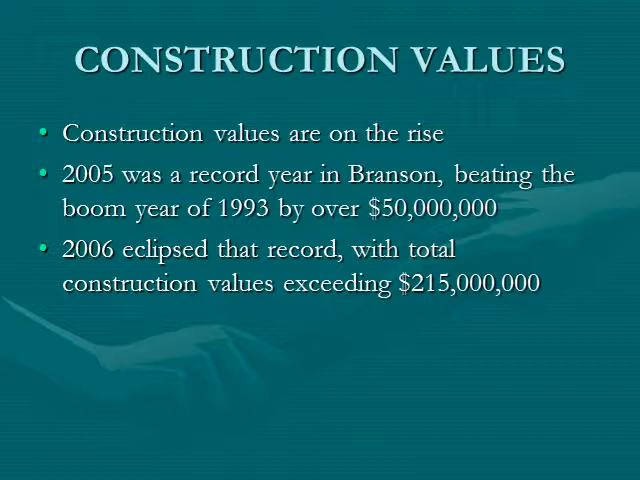 CONSTRUCTION VALUES
• Construction values are on the rise
• 2005 was a record year in Branson, beating the
boom year of 1993 by over $50,000,000
• 2006 eclipsed that record, with total
construction values exceeding $215,000,000